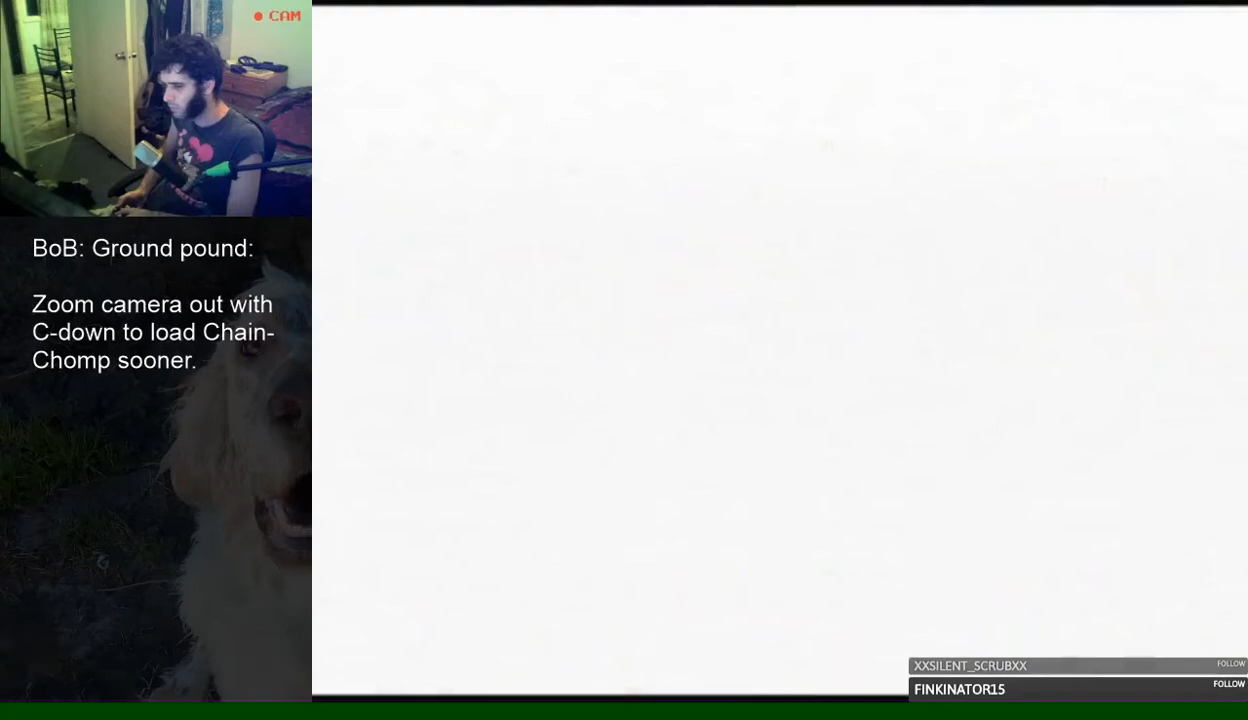 CAM
BoB: Ground pound:
Zoom camera out with
C-down to load Chain-
Chomp sooner.
XXSILENT_SCRUBXX FOLLOW
FINKINATOR15 FOLLOW